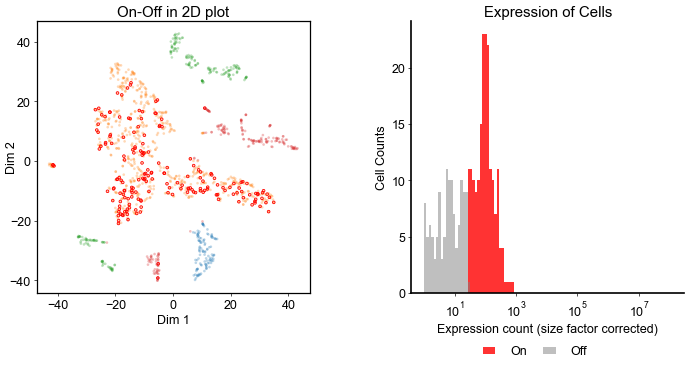 On-Off in 2D plot
40
20
0
−20
−40
Dim 2
−40 −20 0 20 40
Dim 1
Expression of Cells
20
15
10
5
0
Cell Counts
10^1 10^3 10^5 10^7
Expression count (size factor corrected)
On Off